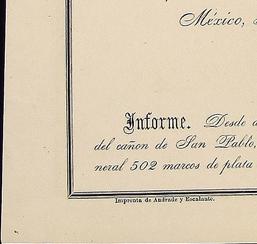 México,
Informe. Desde
del cañon de San Pablo,
neral 502 marcos de plata
Imprenta de Andrade y Escalante.